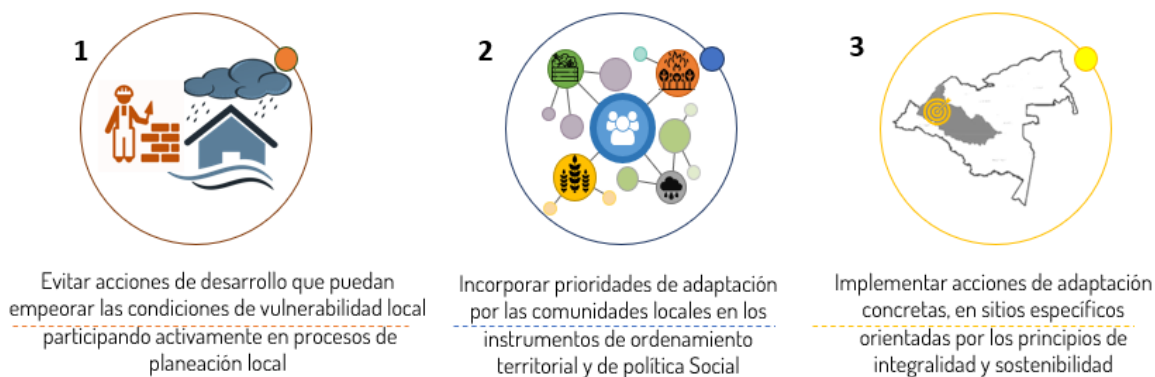 1
Evitar acciones de desarrollo que puedan
empeorar las condiciones de vulnerabilidad local
participando activamente en procesos de
planeación local
2
Incorporar prioridades de adaptación
por las comunidades locales en los
instrumentos de ordenamiento
territorial y de política Social
3
Implementar acciones de adaptación
concretas, en sitios específicos
orientadas por los principios de
integralidad y sostenibilidad